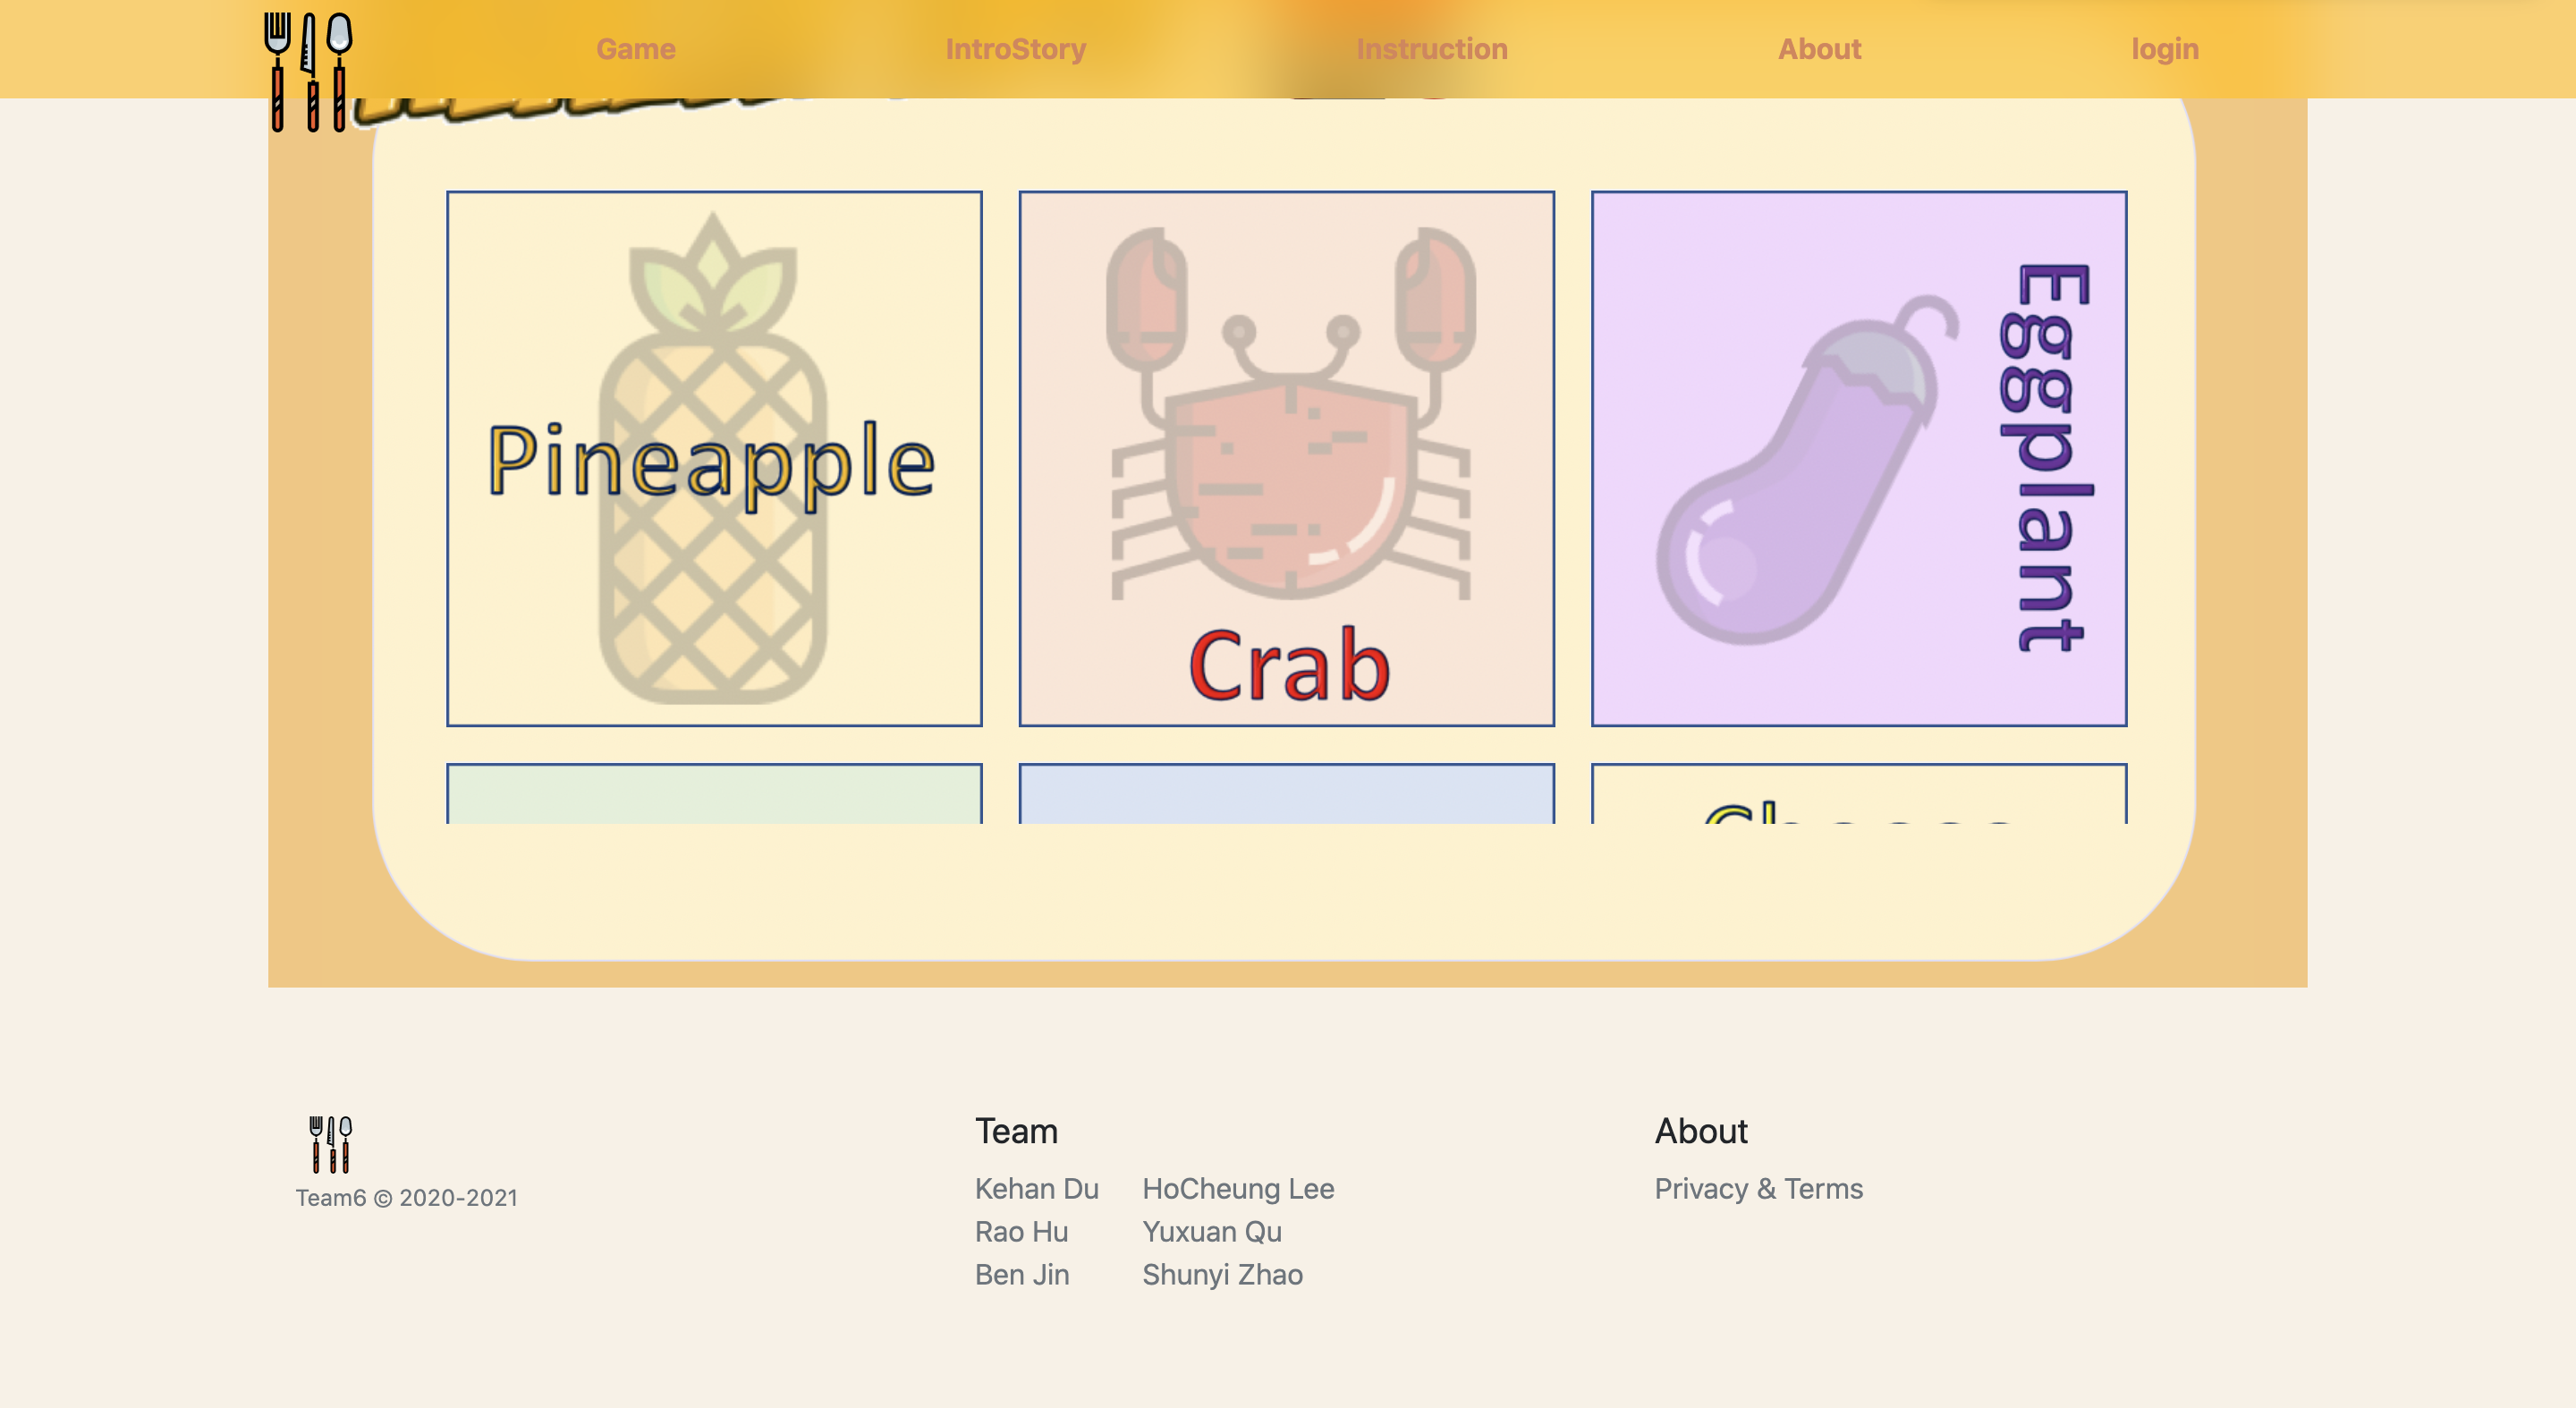 Game IntroStory Instruction About login
Pineapple
Crab
Eggplant
Team
About
Kehan Du HoCheung Lee
Privacy & Terms
Team6 © 2020-2021
Rao Hu Yuxuan Qu
Ben Jin Shunyi Zhao